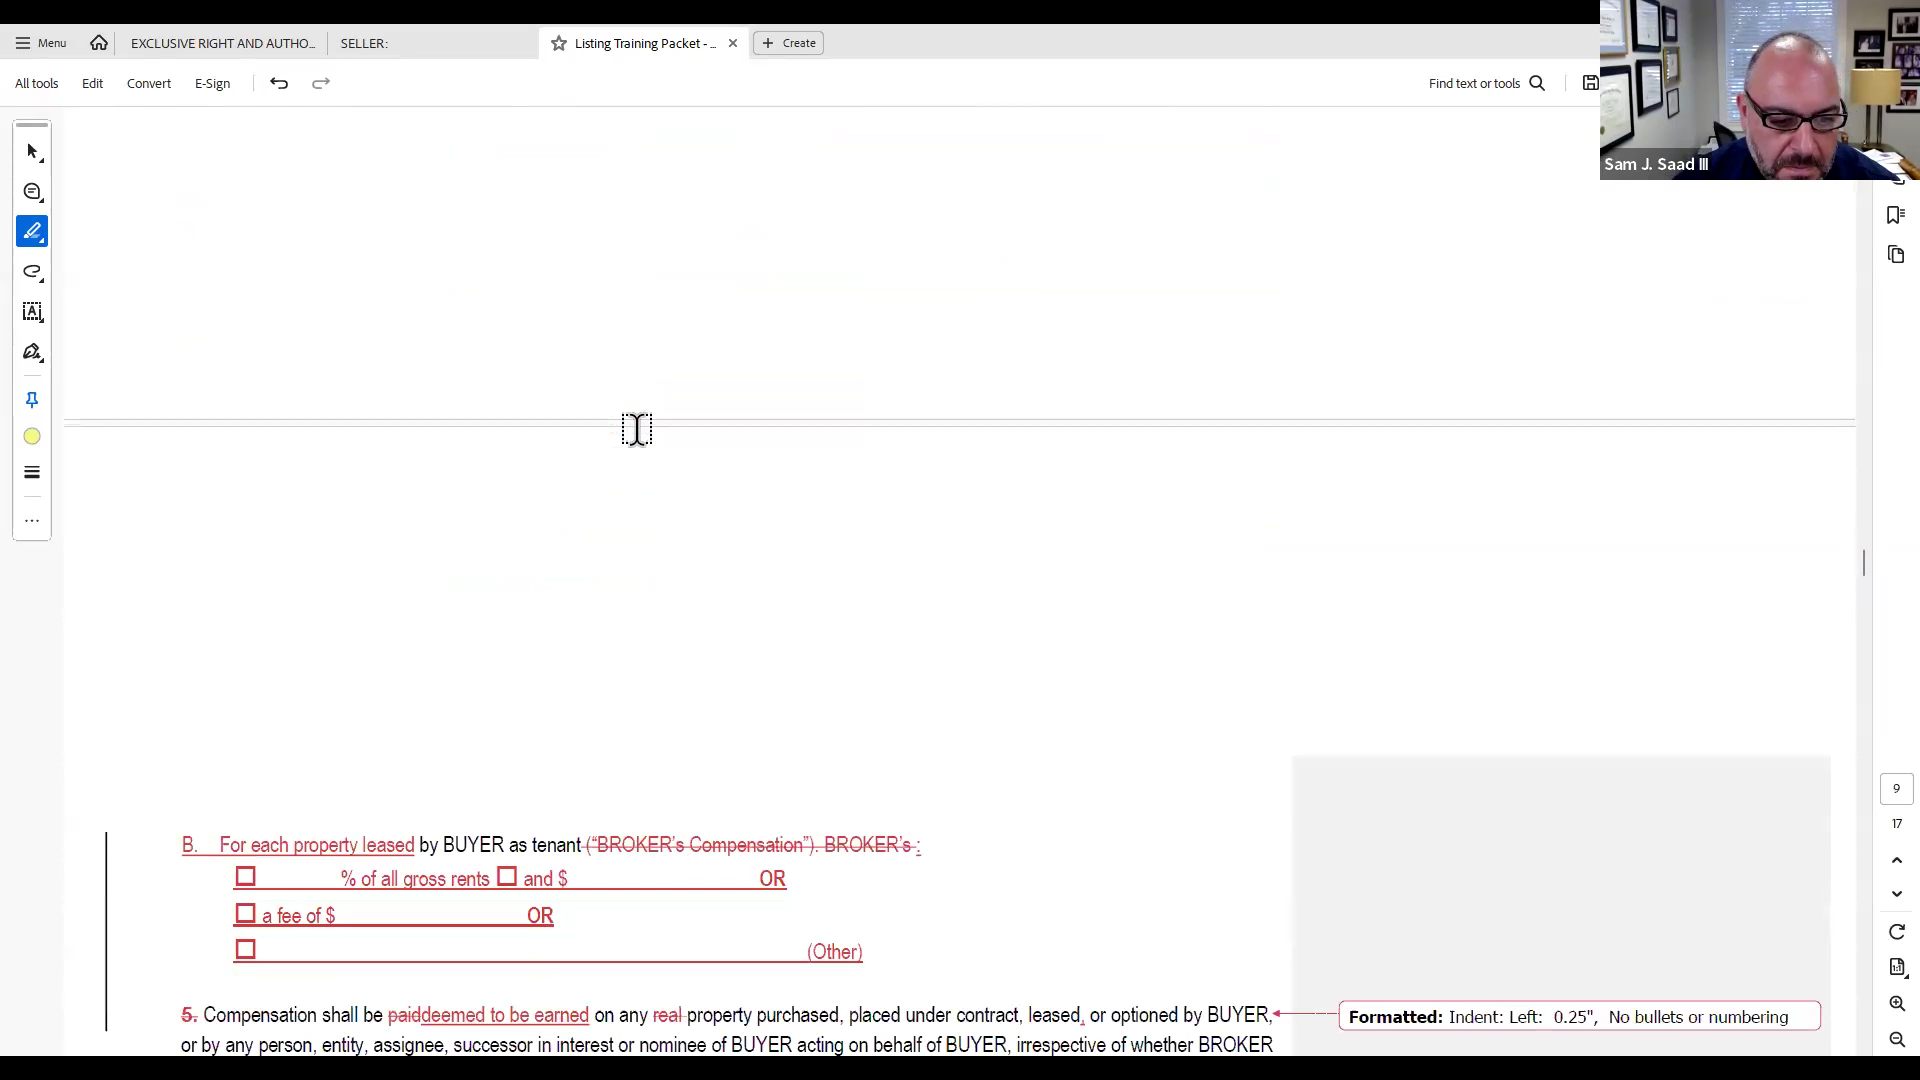 Menu
EXCLUSIVE RIGHT AND AUTHO...
SELLER:
Listing Training Packet - ...
Create
All tools
Edit
Convert
E-Sign
Find text or tools
Sam J. Saad III
9
17
B. For each property leased by BUYER as tenant ("BROKER's Compensation"). BROKER's :
% of all gross rents and $ OR
a fee of $ OR
(Other)
5. Compensation shall be paiddeemed to be earned on any real property purchased, placed under contract, leased, or optioned by BUYER,
Formatted: Indent: Left: 0.25", No bullets or numbering
or by any person, entity, assignee, successor in interest or nominee of BUYER acting on behalf of BUYER, irrespective of whether BROKER